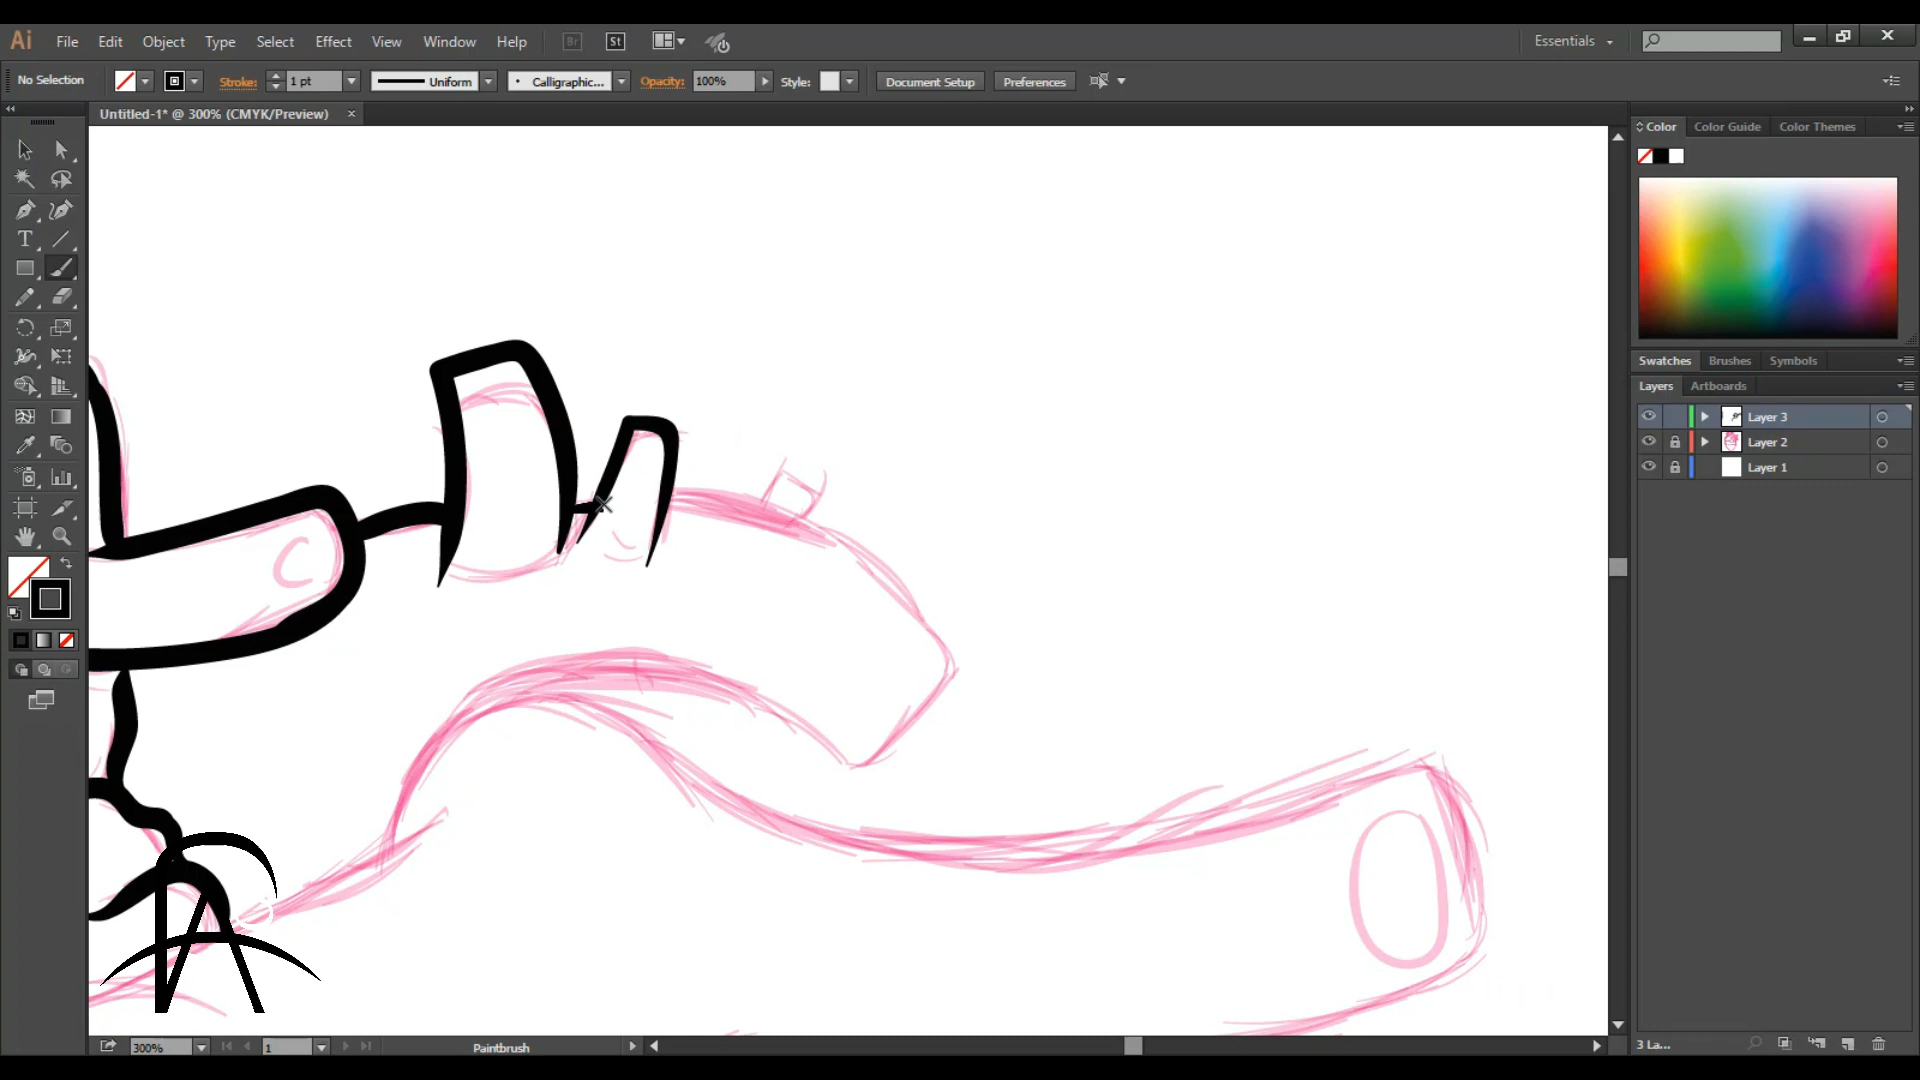 Ai File Edit Object Type Select Effect View Window Help Br St Essentials
No Selection Stroke: 1 pt Uniform Calligraphic... Opacity: 100% Style: Document Setup Preferences
Untitled-1* @ 300% (CMYK/Preview) ×
Color Color Guide Color Themes
Swatches Brushes Symbols
Layers Artboards
Layer 3
Layer 2
Layer 1
300% 1 Paintbrush 3 La...